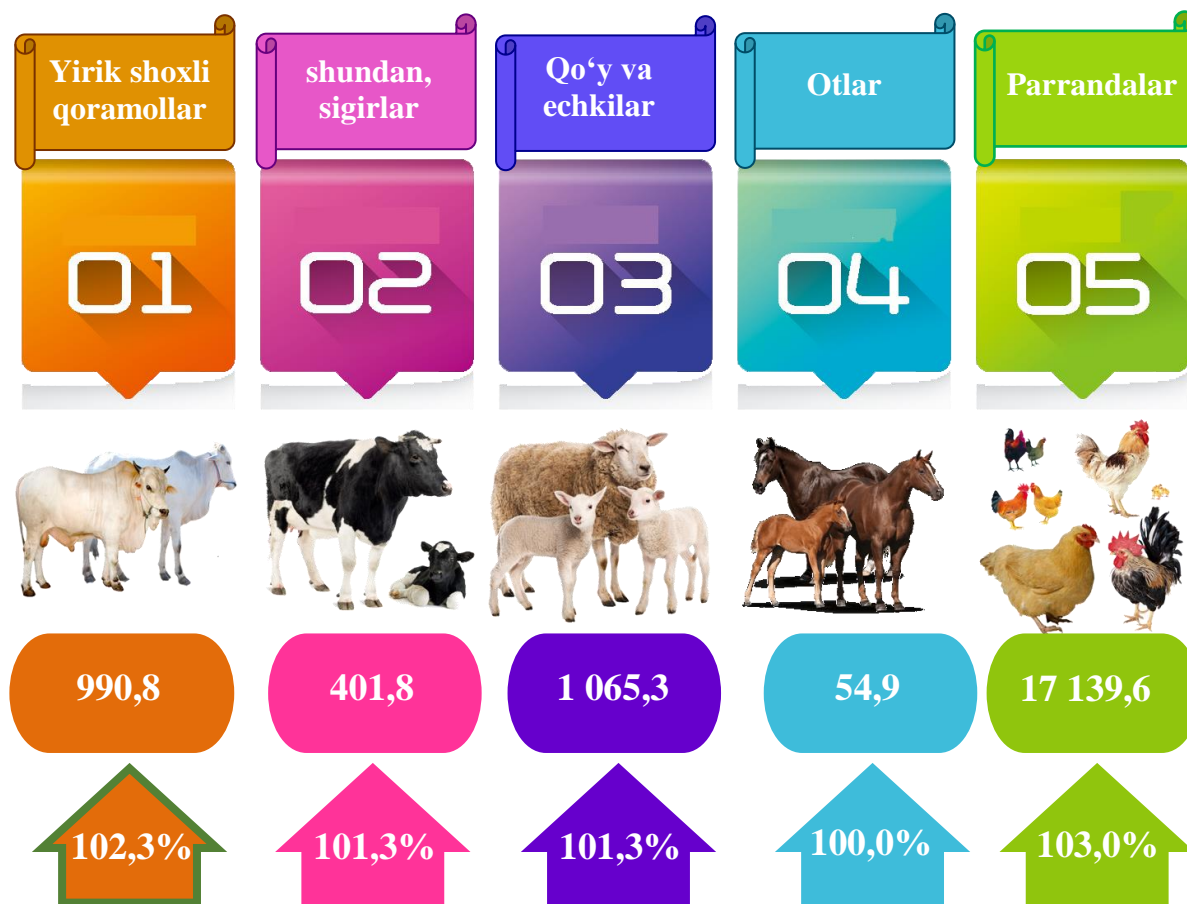 Yirik shoxli
qoramollar
shundan,
sigirlar
Qo‘y va
echkilar
Otlar
Parrandalar
01
02
03
04
05
990,8
401,8
1 065,3
54,9
17 139,6
102,3%
101,3%
101,3%
100,0%
103,0%